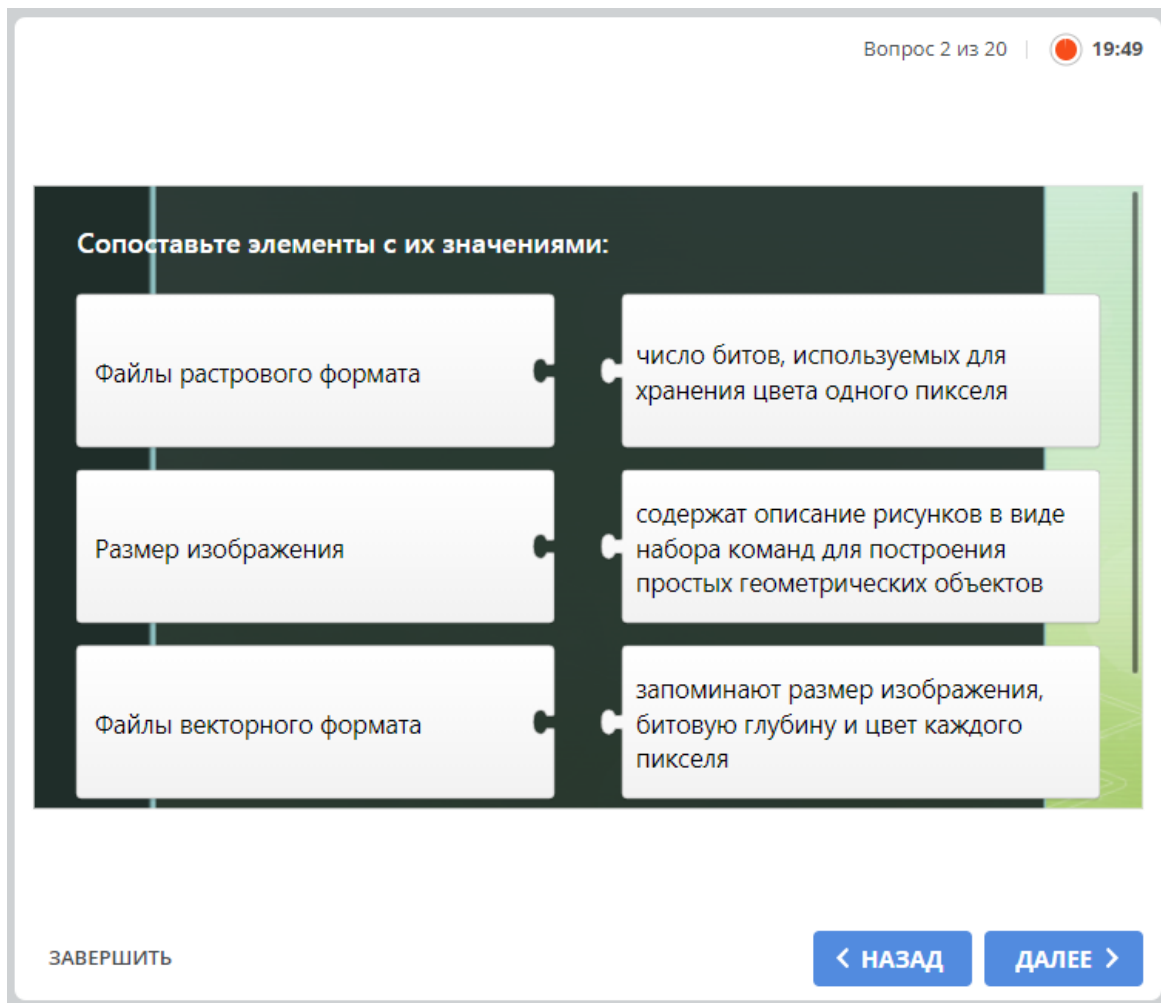 Вопрос 2 из 20
19:49
Сопоставьте элементы с их значениями:
Файлы растрового формата
число битов, используемых для
хранения цвета одного пикселя
Размер изображения
содержат описание рисунков в виде
набора команд для построения
простых геометрических объектов
Файлы векторного формата
запоминают размер изображения,
битовую глубину и цвет каждого
пикселя
ЗАВЕРШИТЬ
НАЗАД
ДАЛЕЕ